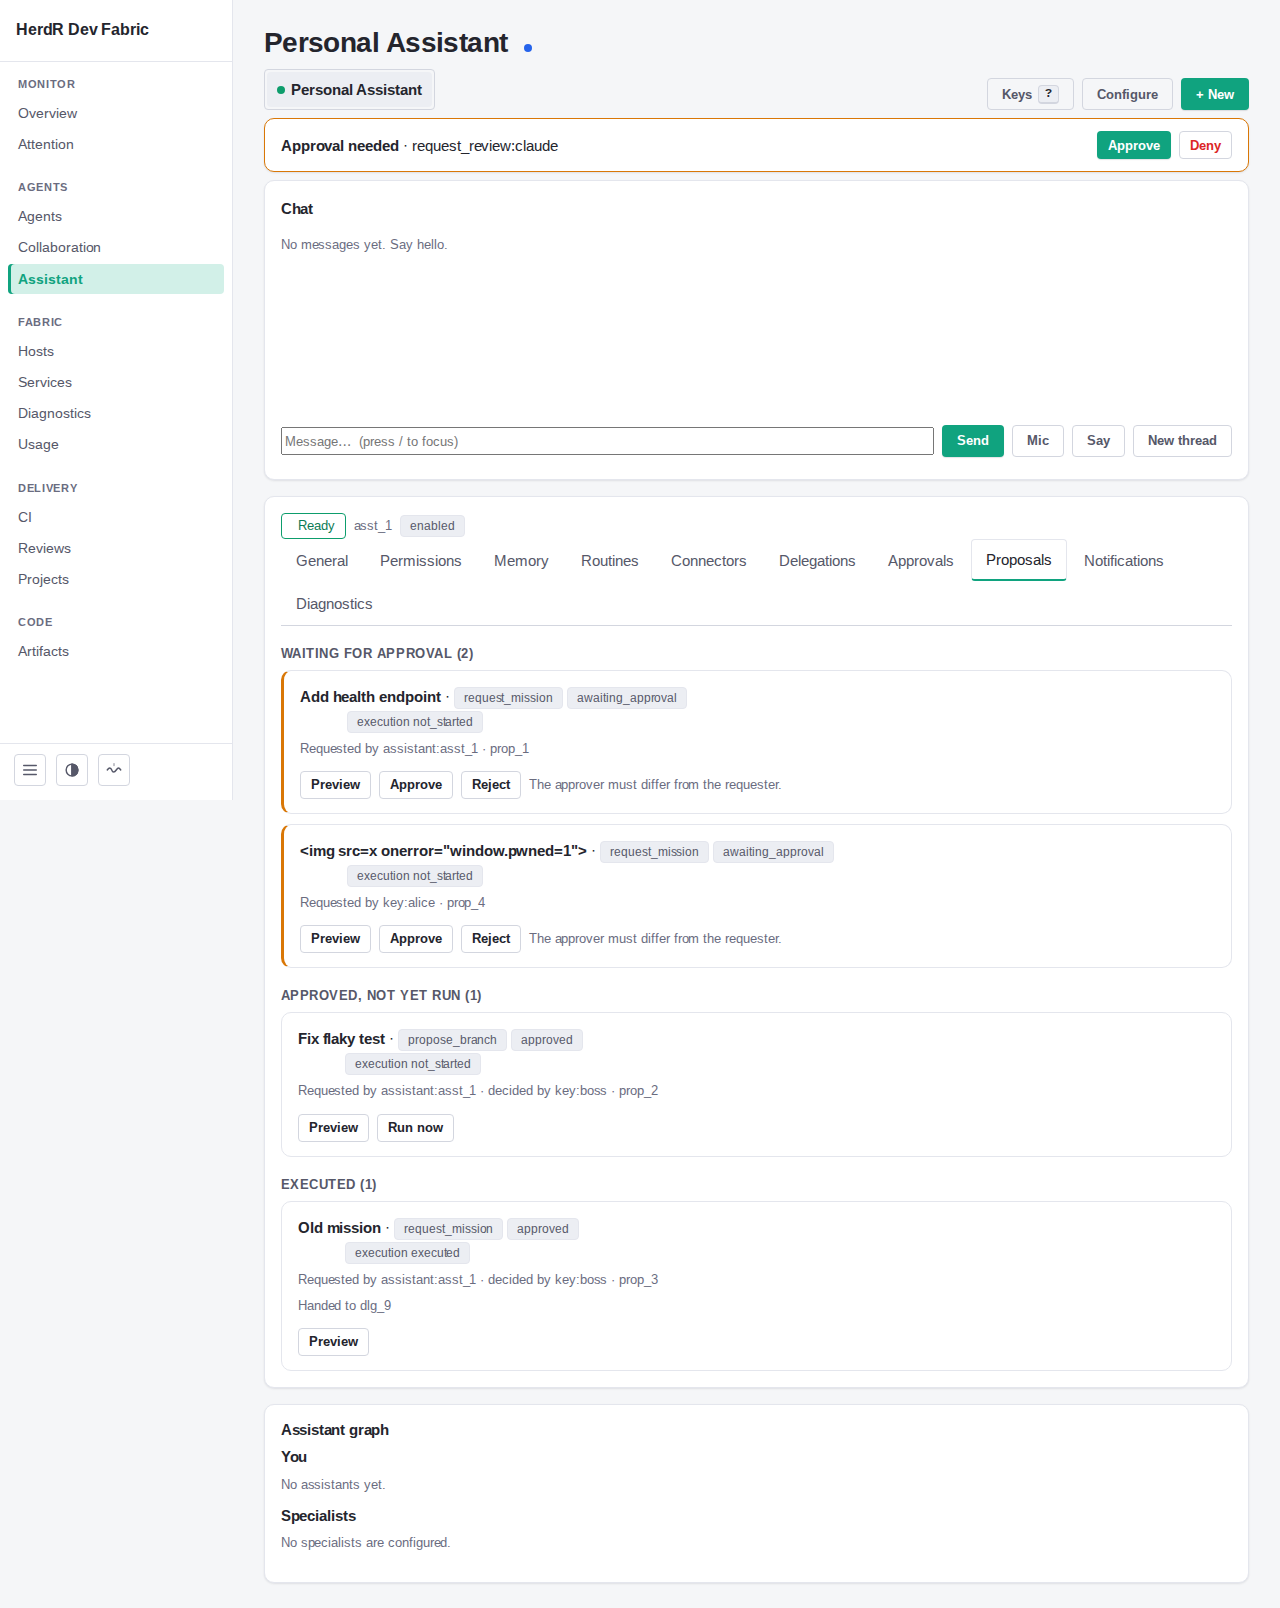 HerdR Dev Fabric
MONITOR
Overview
Attention
AGENTS
Agents
Collaboration
Assistant
FABRIC
Hosts
Services
Diagnostics
Usage
DELIVERY
CI
Reviews
Projects
CODE
Artifacts
Personal Assistant
Personal Assistant
Keys ?
Configure
+ New
Approval needed · request_review:claude
Approve
Deny
Chat
No messages yet. Say hello.
Message… (press / to focus)
Send
Mic
Say
New thread
Ready asst_1 enabled
General Permissions Memory Routines Connectors Delegations Approvals Proposals Notifications
Diagnostics
WAITING FOR APPROVAL (2)
Add health endpoint · request_mission awaiting_approval
execution not_started
Requested by assistant:asst_1 · prop_1
Preview Approve Reject The approver must differ from the requester.
<img src=x onerror="window.pwned=1"> · request_mission awaiting_approval
execution not_started
Requested by key:alice · prop_4
Preview Approve Reject The approver must differ from the requester.
APPROVED, NOT YET RUN (1)
Fix flaky test · propose_branch approved
execution not_started
Requested by assistant:asst_1 · decided by key:boss · prop_2
Preview Run now
EXECUTED (1)
Old mission · request_mission approved
execution executed
Requested by assistant:asst_1 · decided by key:boss · prop_3
Handed to dlg_9
Preview
Assistant graph
You
No assistants yet.
Specialists
No specialists are configured.